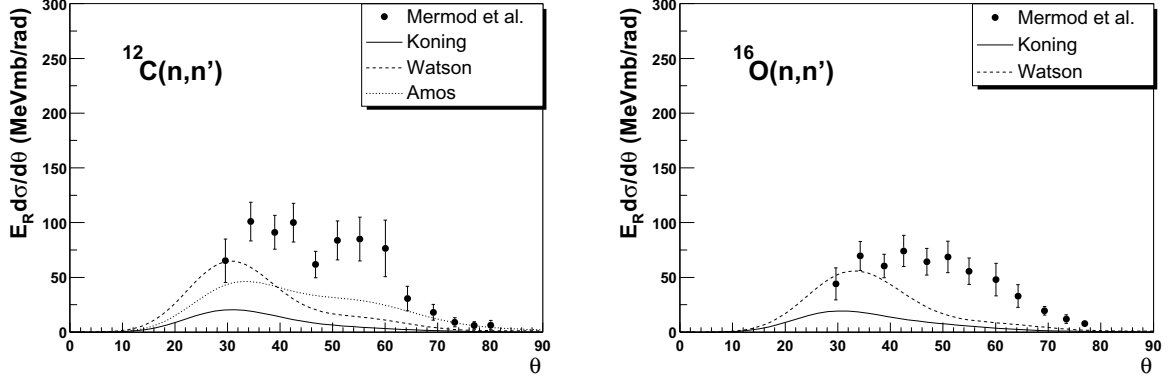 E_R dσ/dθ (MeVmb/rad)
300
250
200
150
100
50
0
¹²C(n,n’)
Mermod et al.
Koning
Watson
Amos
0 10 20 30 40 50 60 70 80 90
θ
E_R dσ/dθ (MeVmb/rad)
300
250
200
150
100
50
0
¹⁶O(n,n’)
Mermod et al.
Koning
Watson
0 10 20 30 40 50 60 70 80 90
θ